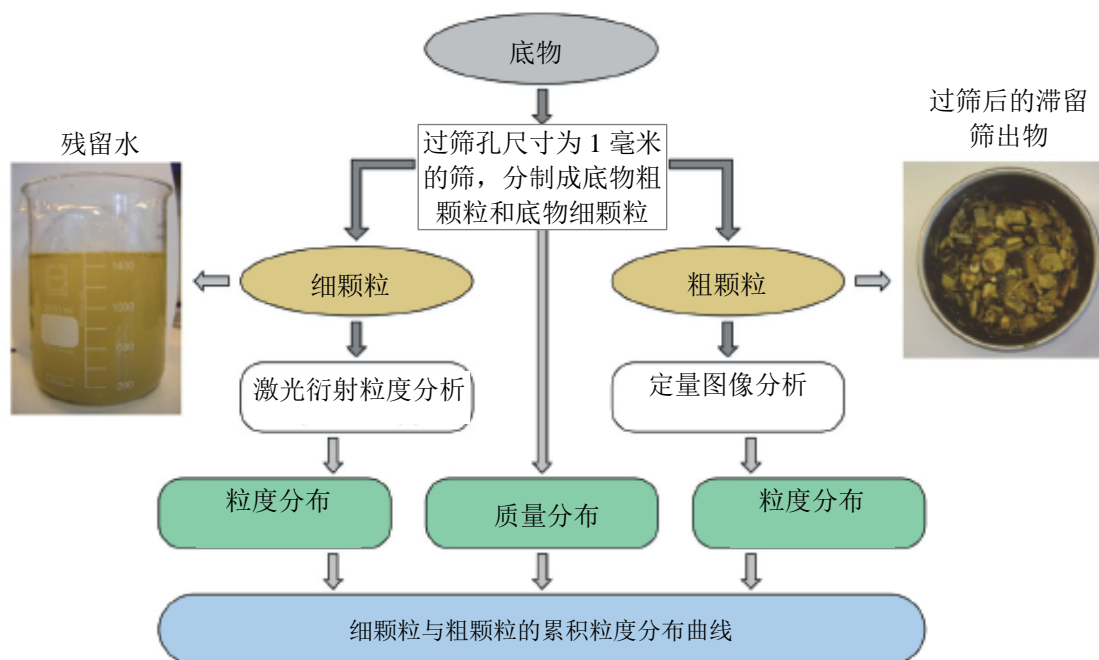 底物
过筛孔尺寸为 1 毫米
的筛，分制成底物粗
颗粒和底物细颗粒
残留水
过筛后的滞留
筛出物
1400
1000
500
200
细颗粒
粗颗粒
激光衍射粒度分析
定量图像分析
粒度分布
质量分布
粒度分布
细颗粒与粗颗粒的累积粒度分布曲线